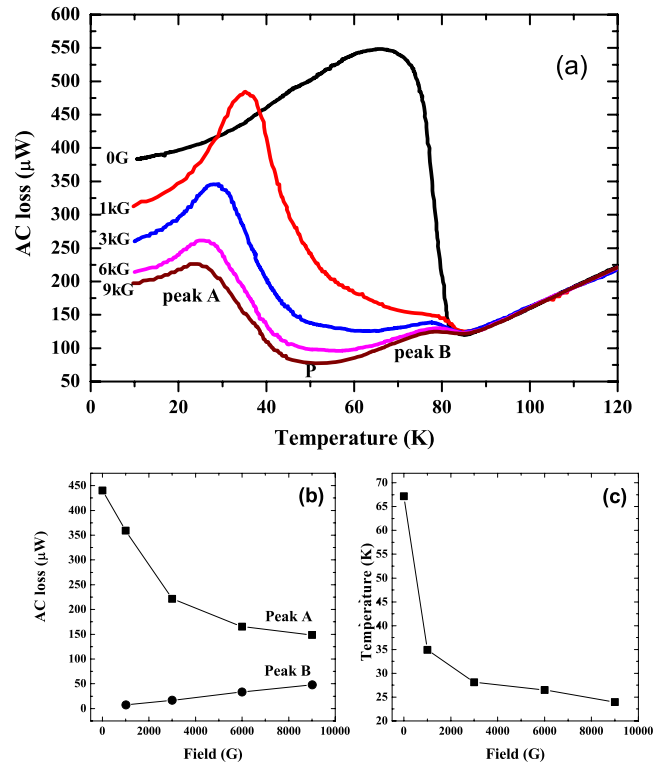 600
550
500
450
400
350
300
250
200
150
100
50
AC loss (μW)
(a)
0G
1kG
3kG
6kG
9kG
peak A
P
peak B
0 20 40 60 80 100 120
Temperature (K)
450
400
350
300
250
200
150
100
50
0
AC loss (μW)
(b)
Peak A
Peak B
0 2000 4000 6000 8000 10000
Field (G)
70
65
60
55
50
45
40
35
30
25
20
Temperature (K)
(c)
0 2000 4000 6000 8000 10000
Field (G)